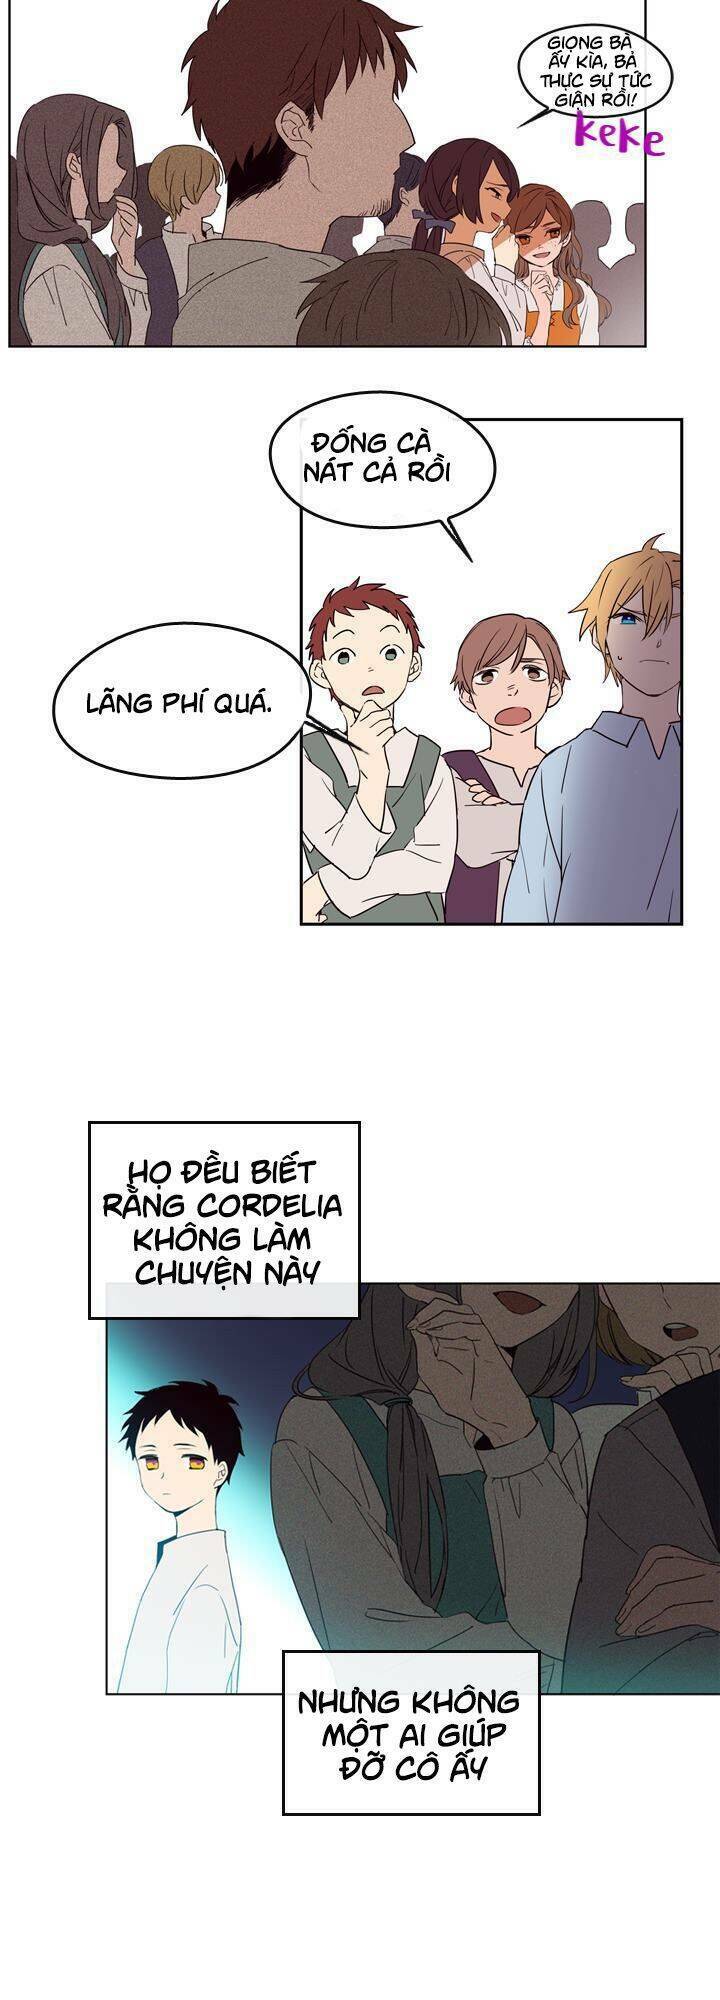 GIỌNG BÀ
ẤY KÌA, BẢ
THỰC SỰ TỨC
GIẬN RỒI!
KEKE
ĐỐNG CÀ
NÁT CẢ RỒI
LÃNG PHÍ QUÁ.
HỌ ĐỀU BIẾT
RẰNG CORDELIA
KHÔNG LÀM
CHUYỆN NÀY
NHƯNG KHÔNG
MỘT AI GIÚP
ĐỠ CÔ ẤY